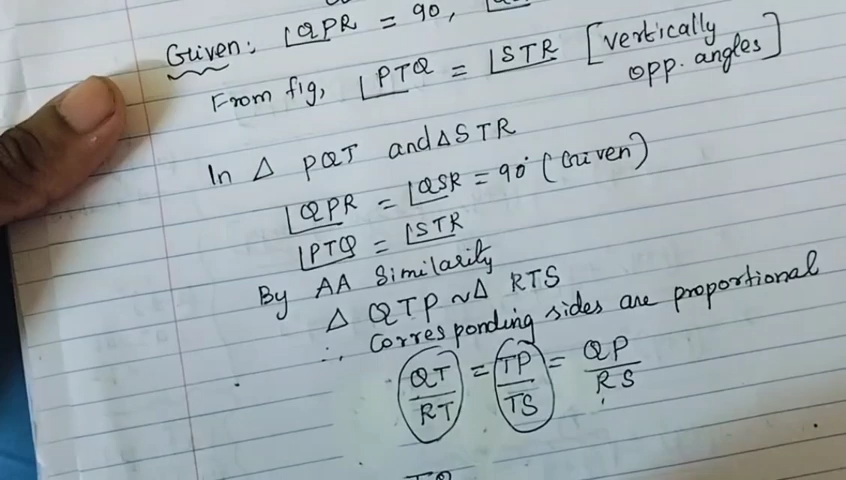 Given: ∠QPR = 90,
From fig, ∠PTQ = ∠STR [vertically
opp. angles]
In △ PQT and △STR
∠QPR = ∠QSR = 90° (Given)
∠PTQ = ∠STR
By AA Similarity
△ QTP ~ △ RTS
∴ Corresponding sides are proportional
QT/RT = TP/TS = QP/RS